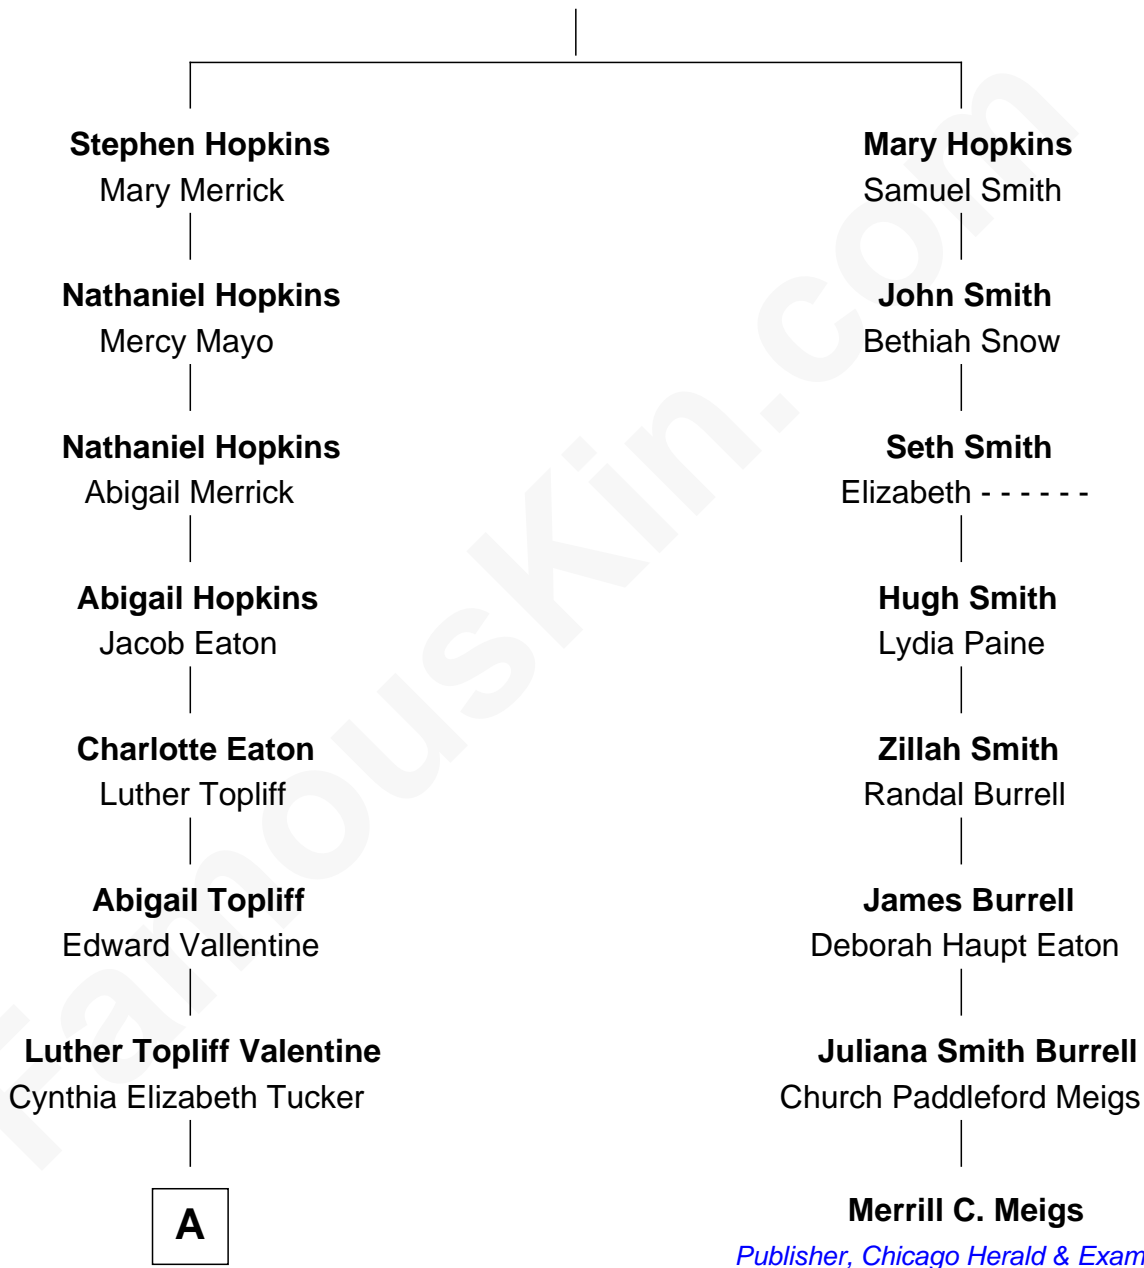 Stephen Hopkins
Mary Merrick
Nathaniel Hopkins
Mercy Mayo
Nathaniel Hopkins
Abigail Merrick
Abigail Hopkins
Jacob Eaton
Charlotte Eaton
Luther Topliff
Abigail Topliff
Edward Vallentine
Luther Topliff Valentine
Cynthia Elizabeth Tucker
A
Mary Hopkins
Samuel Smith
John Smith
Bethiah Snow
Seth Smith
Elizabeth - - - - - -
Hugh Smith
Lydia Paine
Zillah Smith
Randal Burrell
James Burrell
Deborah Haupt Eaton
Juliana Smith Burrell
Church Paddleford Meigs
Merrill C. Meigs
Publisher, Chicago Herald & Exam
FamousKin.com